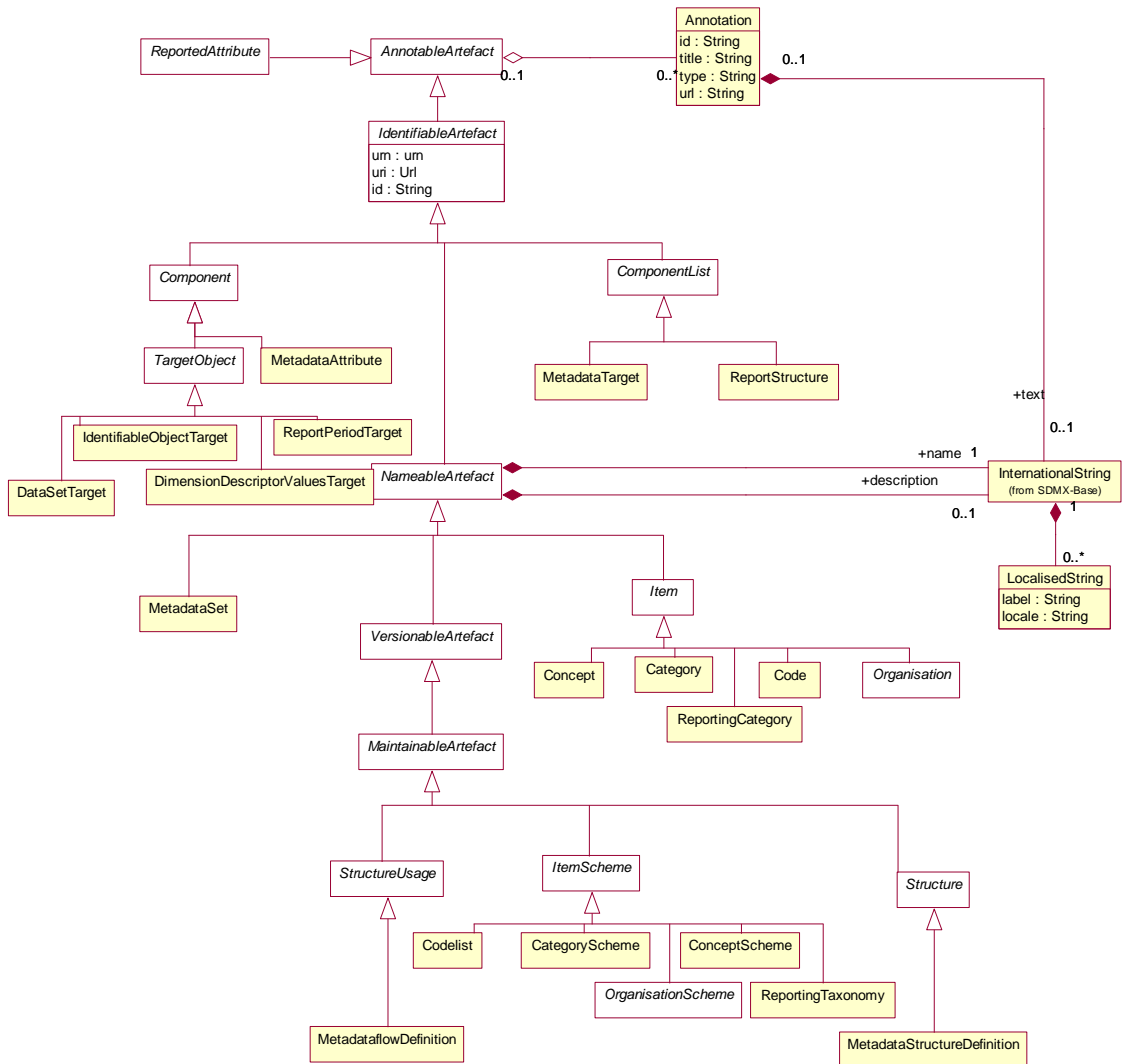 Annotation
id : String
title : String
type : String
url : String
ReportedAttribute
AnnotableArtefact
0..1
0..*
0..1
IdentifiableArtefact
urn : urn
uri : Url
id : String
Component
ComponentList
TargetObject
MetadataAttribute
MetadataTarget
ReportStructure
+text
0..1
IdentifiableObjectTarget
ReportPeriodTarget
DataSetTarget
DimensionDescriptorValuesTarget
NameableArtefact
+name 1
+description
0..1
InternationalString
(from SDMX-Base)
1
0..*
LocalisedString
label : String
locale : String
MetadataSet
Item
VersionableArtefact
Concept
Category
Code
Organisation
ReportingCategory
MaintainableArtefact
StructureUsage
ItemScheme
Structure
Codelist
CategoryScheme
ConceptScheme
OrganisationScheme
ReportingTaxonomy
MetadataflowDefinition
MetadataStructureDefinition